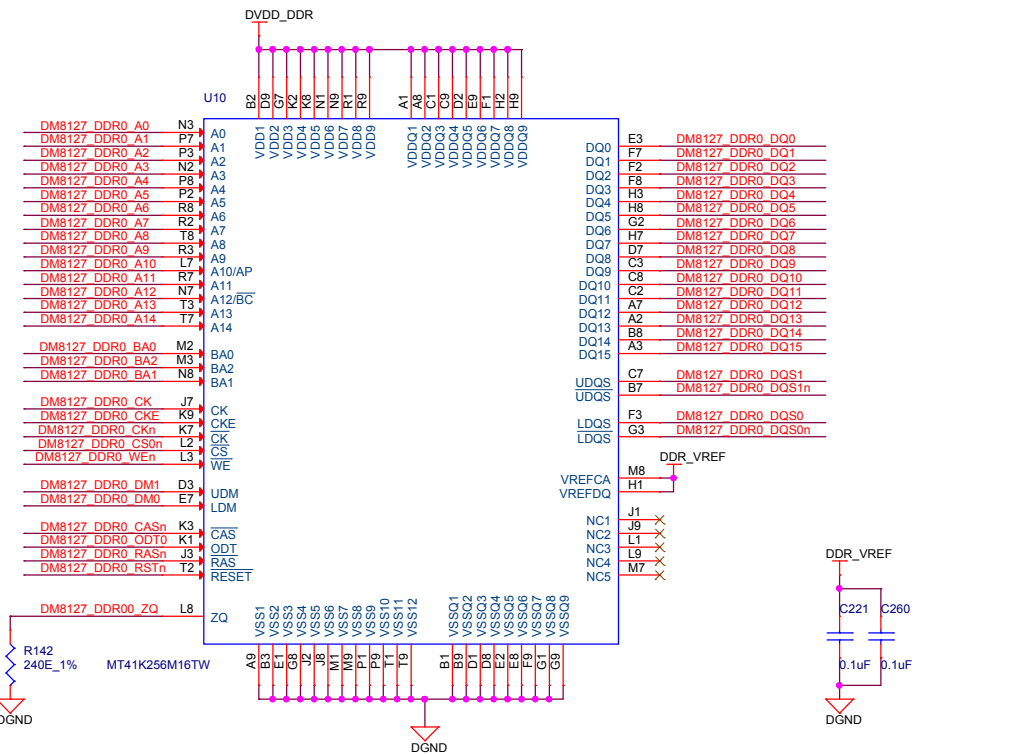 DVDD_DDR
U10
B2 D9 G7 K2 K8 N1 N9 R1 R9 A1 A8 C1 C9 D2 E9 F1 H2 H9
VDD1 VDD2 VDD3 VDD4 VDD5 VDD6 VDD7 VDD8 VDD9 VDDQ1 VDDQ2 VDDQ3 VDDQ4 VDDQ5 VDDQ6 VDDQ7 VDDQ8 VDDQ9
DM8127_DDR0_A0 N3 A0
DM8127_DDR0_A1 P7 A1
DM8127_DDR0_A2 P3 A2
DM8127_DDR0_A3 N2 A3
DM8127_DDR0_A4 P8 A4
DM8127_DDR0_A5 P2 A5
DM8127_DDR0_A6 R8 A6
DM8127_DDR0_A7 R2 A7
DM8127_DDR0_A8 T8 A8
DM8127_DDR0_A9 R3 A9
DM8127_DDR0_A10 L7 A10/AP
DM8127_DDR0_A11 R7 A11
DM8127_DDR0_A12 N7 A12/BC
DM8127_DDR0_A13 T3 A13
DM8127_DDR0_A14 T7 A14
DM8127_DDR0_BA0 M2 BA0
DM8127_DDR0_BA2 M3 BA2
DM8127_DDR0_BA1 N8 BA1
DM8127_DDR0_CK J7 CK
DM8127_DDR0_CKE K9 CKE
DM8127_DDR0_CKn K7 CK
DM8127_DDR0_CS0n L2 CS
DM8127_DDR0_WEn L3 WE
DM8127_DDR0_DM1 D3 UDM
DM8127_DDR0_DM0 E7 LDM
DM8127_DDR0_CASn K3 CAS
DM8127_DDR0_ODT0 K1 ODT
DM8127_DDR0_RASn J3 RAS
DM8127_DDR0_RSTn T2 RESET
DM8127_DDR00_ZQ L8 ZQ
DQ0 E3 DM8127_DDR0_DQ0
DQ1 F7 DM8127_DDR0_DQ1
DQ2 F2 DM8127_DDR0_DQ2
DQ3 F8 DM8127_DDR0_DQ3
DQ4 H3 DM8127_DDR0_DQ4
DQ5 H8 DM8127_DDR0_DQ5
DQ6 G2 DM8127_DDR0_DQ6
DQ7 H7 DM8127_DDR0_DQ7
DQ8 D7 DM8127_DDR0_DQ8
DQ9 C3 DM8127_DDR0_DQ9
DQ10 C8 DM8127_DDR0_DQ10
DQ11 C2 DM8127_DDR0_DQ11
DQ12 A7 DM8127_DDR0_DQ12
DQ13 A2 DM8127_DDR0_DQ13
DQ14 B8 DM8127_DDR0_DQ14
DQ15 A3 DM8127_DDR0_DQ15
UDQS C7 DM8127_DDR0_DQS1
UDQS B7 DM8127_DDR0_DQS1n
LDQS F3 DM8127_DDR0_DQS0
LDQS G3 DM8127_DDR0_DQS0n
DDR_VREF
VREFCA M8
VREFDQ H1
NC1 J1
NC2 J9
NC3 L1
NC4 L9
NC5 M7
VSS1 VSS2 VSS3 VSS4 VSS5 VSS6 VSS7 VSS8 VSS9 VSS10 VSS11 VSS12 VSSQ1 VSSQ2 VSSQ3 VSSQ4 VSSQ5 VSSQ6 VSSQ7 VSSQ8 VSSQ9
A9 B3 E1 G8 J2 J8 M1 M9 P1 P9 T1 T9 B1 B9 D1 D8 E2 E8 F9 G1 G9
R142
240E_1%
MT41K256M16TW
DGND
DGND
DDR_VREF
C221 C260
0.1uF 0.1uF
DGND